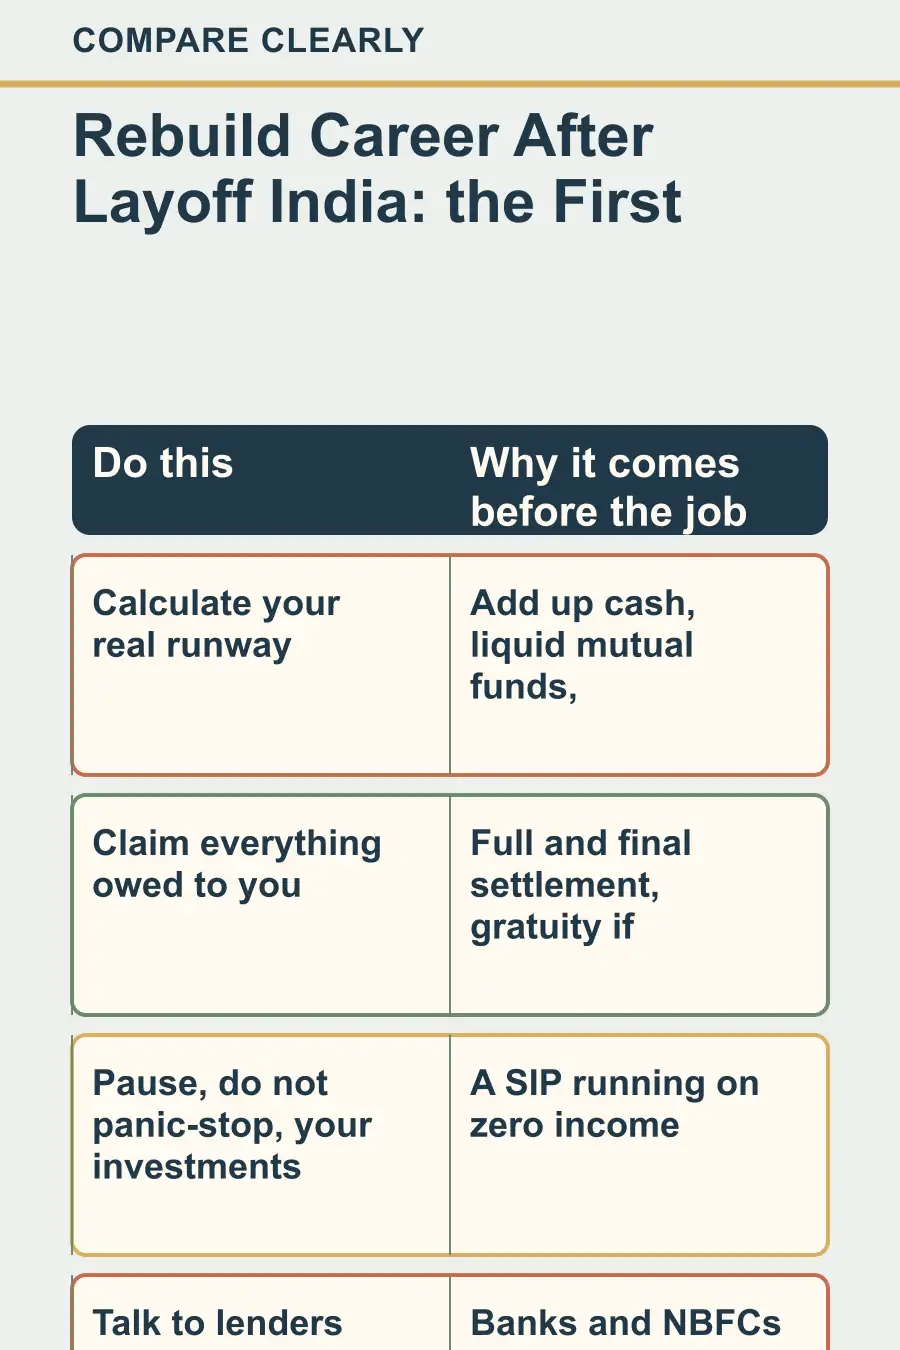 COMPARE CLEARLY
Rebuild Career After
Layoff India: the First
Do this
Why it comes
before the job
Calculate your
real runway
Add up cash,
liquid mutual
funds,
Claim everything
owed to you
Full and final
settlement,
gratuity if
Pause, do not
panic-stop, your
investments
A SIP running on
zero income
Talk to lenders
Banks and NBFCs